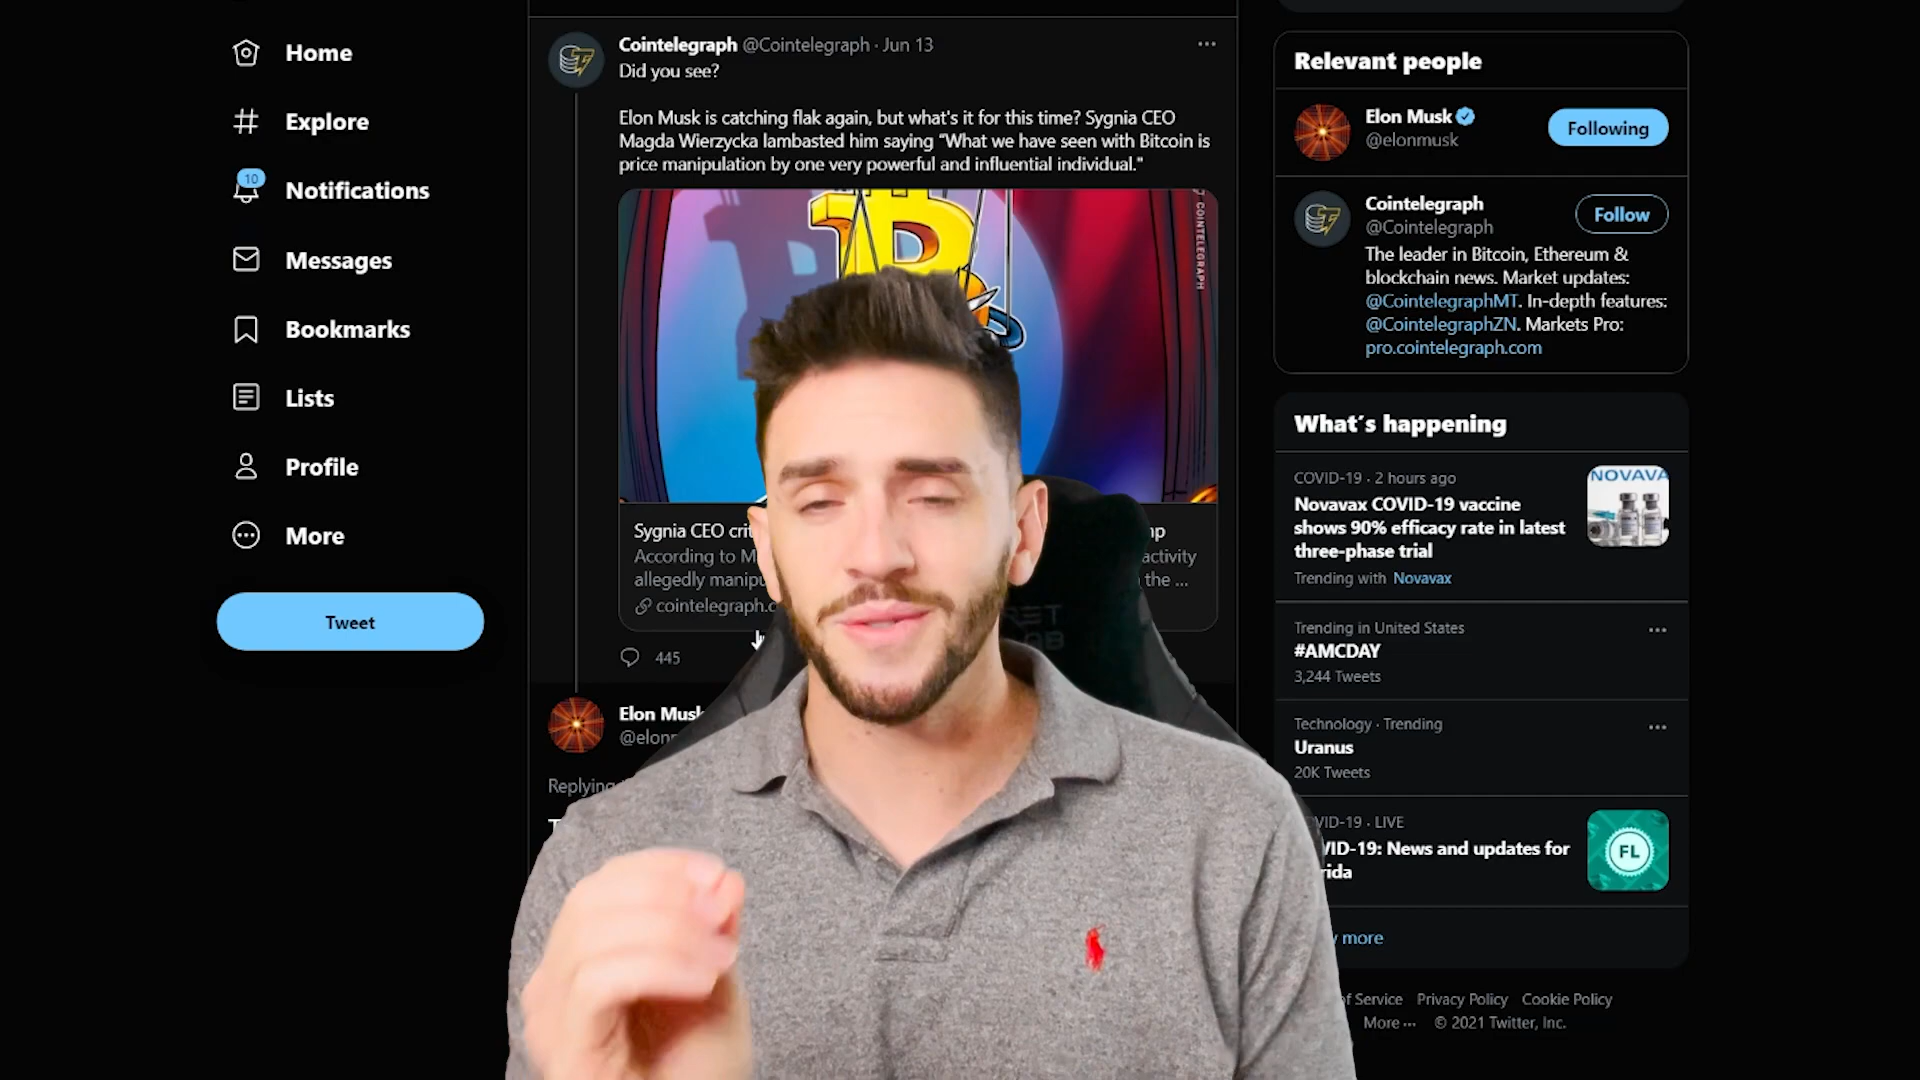 Home
Explore
10
Notifications
Messages
Bookmarks
Lists
Profile
More
Tweet
Cointelegraph @Cointelegraph · Jun 13
Did you see?
Elon Musk is catching flak again, but what's it for this time? Sygnia CEO
Magda Wierzycka lambasted him saying “What we have seen with Bitcoin is
price manipulation by one very powerful and influential individual."
COINTELEGRAPH
Sygnia CEO
According to
activity
allegedly
the ...
cointelegraph.c
445
Elon Musk
Replying
Relevant people
Elon Musk
@elonmusk
Following
Cointelegraph
@Cointelegraph
Follow
The leader in Bitcoin, Ethereum &
blockchain news. Market updates:
@CointelegraphMT. In-depth features:
@CointelegraphZN. Markets Pro:
pro.cointelegraph.com
What's happening
COVID-19 · 2 hours ago
Novavax COVID-19 vaccine
shows 90% efficacy rate in latest
three-phase trial
Trending with Novavax
NOVAVA
Trending in United States
#AMCDAY
3,244 Tweets
Technology · Trending
Uranus
20K Tweets
VID-19 · LIVE
VID-19: News and updates for
rida
FL
more
of Service Privacy Policy Cookie Policy
More ··· © 2021 Twitter, Inc.